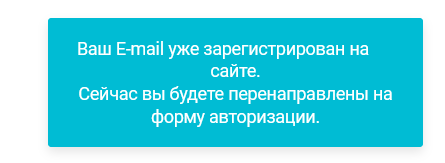 Ваш E-mail уже зарегистрирован на
сайте.
Сейчас вы будете перенаправлены на
форму авторизации.